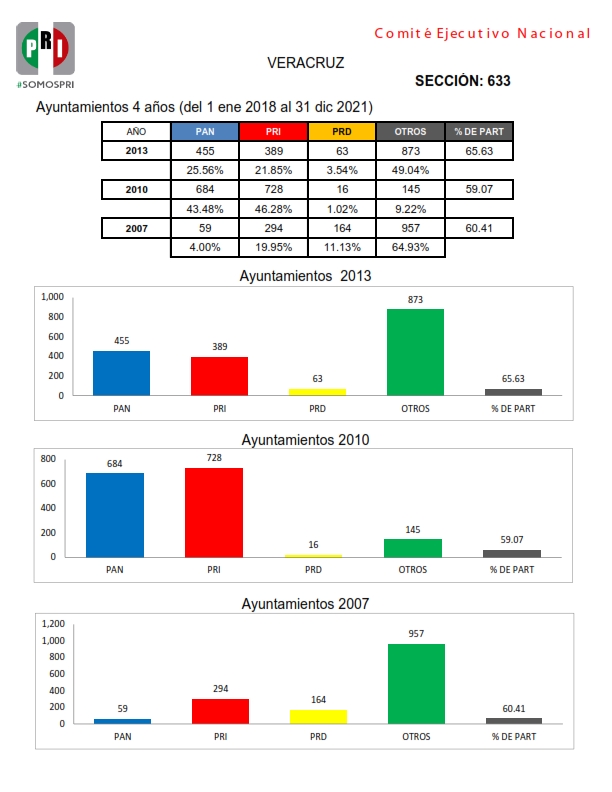 Comité Ejecutivo Nacional
PRI
#SOMOSPRI
VERACRUZ
SECCIÓN: 633
Ayuntamientos 4 años (del 1 ene 2018 al 31 dic 2021)
AÑO PAN PRI PRD OTROS % DE PART
2013 455 389 63 873 65.63
25.56% 21.85% 3.54% 49.04%
2010 684 728 16 145 59.07
43.48% 46.28% 1.02% 9.22%
2007 59 294 164 957 60.41
4.00% 19.95% 11.13% 64.93%
Ayuntamientos 2013
1,000
800
600
400
200
0
455 389 63 873 65.63
PAN PRI PRD OTROS % DE PART
Ayuntamientos 2010
800
600
400
200
0
684 728 16 145 59.07
PAN PRI PRD OTROS % DE PART
Ayuntamientos 2007
1,200
1,000
800
600
400
200
0
59 294 164 957 60.41
PAN PRI PRD OTROS % DE PART